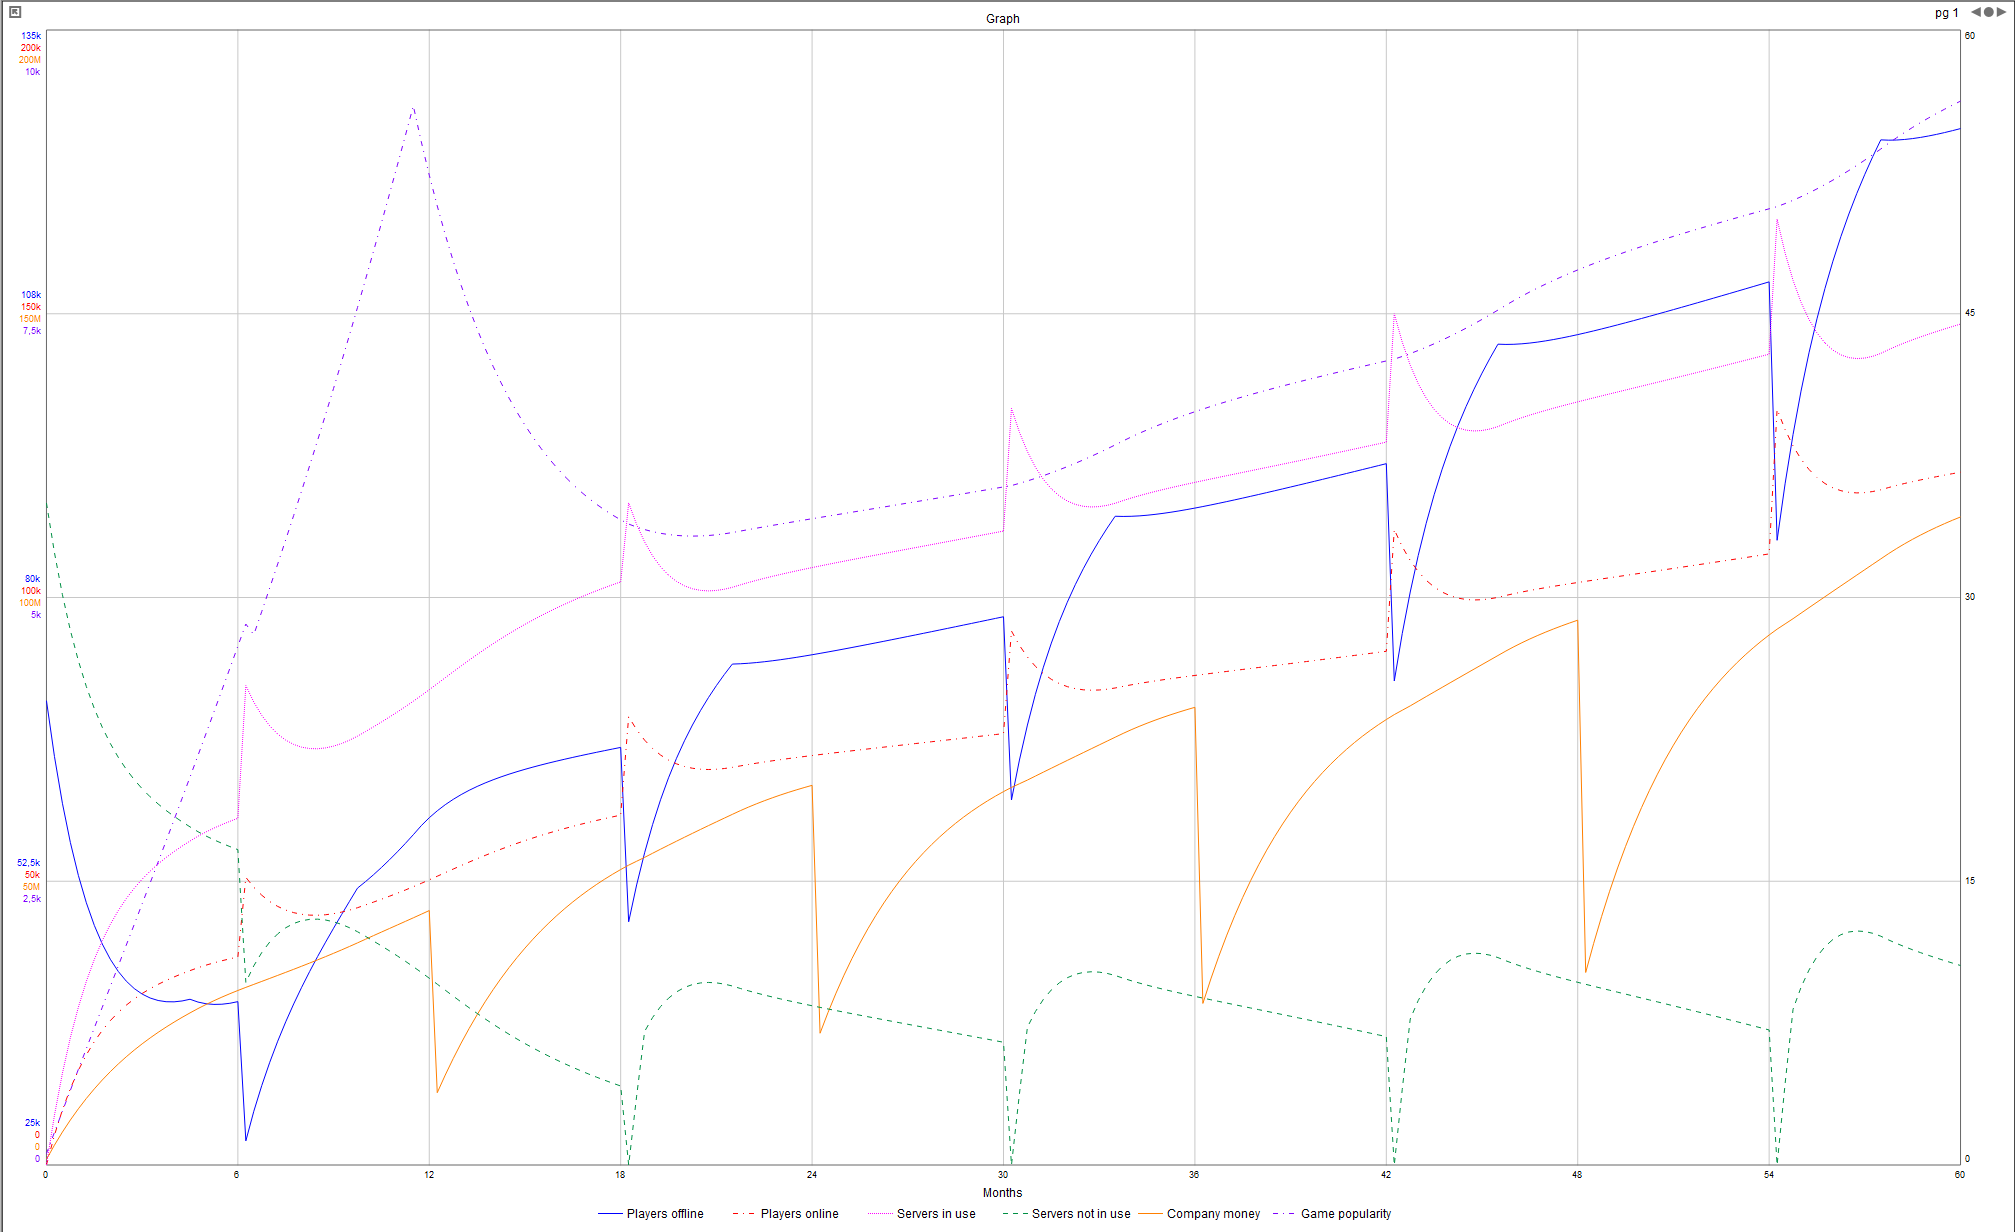 Graph
pg 1
135k
200k
200M
10k
60
108k
150k
150M
7,5k
45
80k
100k
100M
5k
30
52,5k
50k
50M
2,5k
15
25k
0
0
0
0
0 6 12 18 24 30 36 42 48 54 60
Months
Players offline Players online Servers in use Servers not in use Company money Game popularity